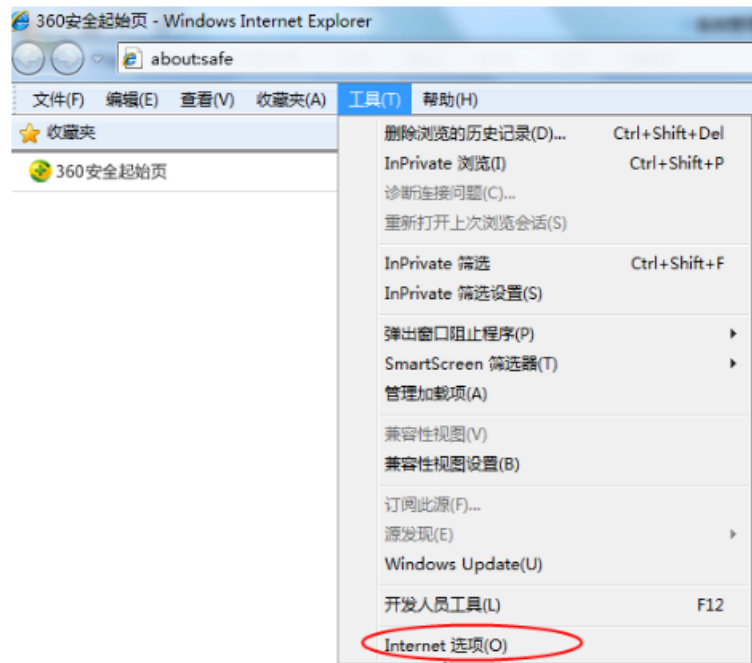 360安全起始页 - Windows Internet Explorer
about:safe
文件(F) 编辑(E) 查看(V) 收藏夹(A) 工具(T) 帮助(H)
收藏夹
360安全起始页
删除浏览的历史记录(D)... Ctrl+Shift+Del
InPrivate 浏览(I) Ctrl+Shift+P
诊断连接问题(C)...
重新打开上次浏览会话(S)
InPrivate 筛选 Ctrl+Shift+F
InPrivate 筛选设置(S)
弹出窗口阻止程序(P)
SmartScreen 筛选器(T)
管理加载项(A)
兼容性视图(V)
兼容性视图设置(B)
订阅此源(F)...
源发现(E)
Windows Update(U)
开发人员工具(L) F12
Internet 选项(O)